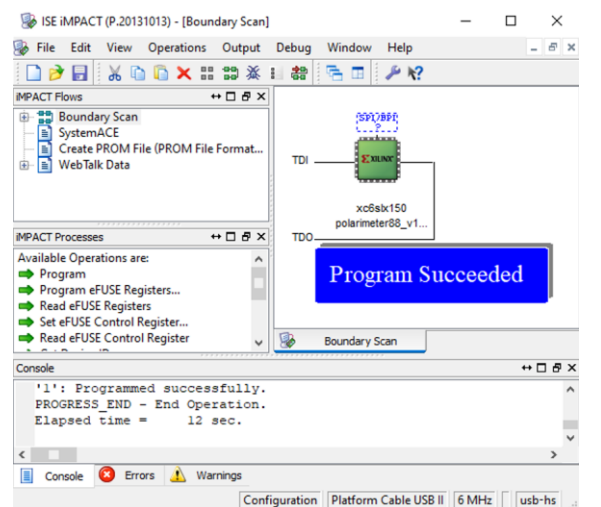 ISE iMPACT (P.20131013) - [Boundary Scan]
File Edit View Operations Output Debug Window Help
iMPACT Flows
Boundary Scan
SystemACE
Create PROM File (PROM File Format...
WebTalk Data
iMPACT Processes
Available Operations are:
Program
Program eFUSE Registers...
Read eFUSE Registers
Set eFUSE Control Register...
Read eFUSE Control Register
SPI/BPI
?
TDI
XILINX
xc6slx150
polarimeter88_v1...
TDO
Program Succeeded
Boundary Scan
Console
'1': Programmed successfully.
PROGRESS_END - End Operation.
Elapsed time = 12 sec.
Console Errors Warnings
Configuration Platform Cable USB II 6 MHz usb-hs